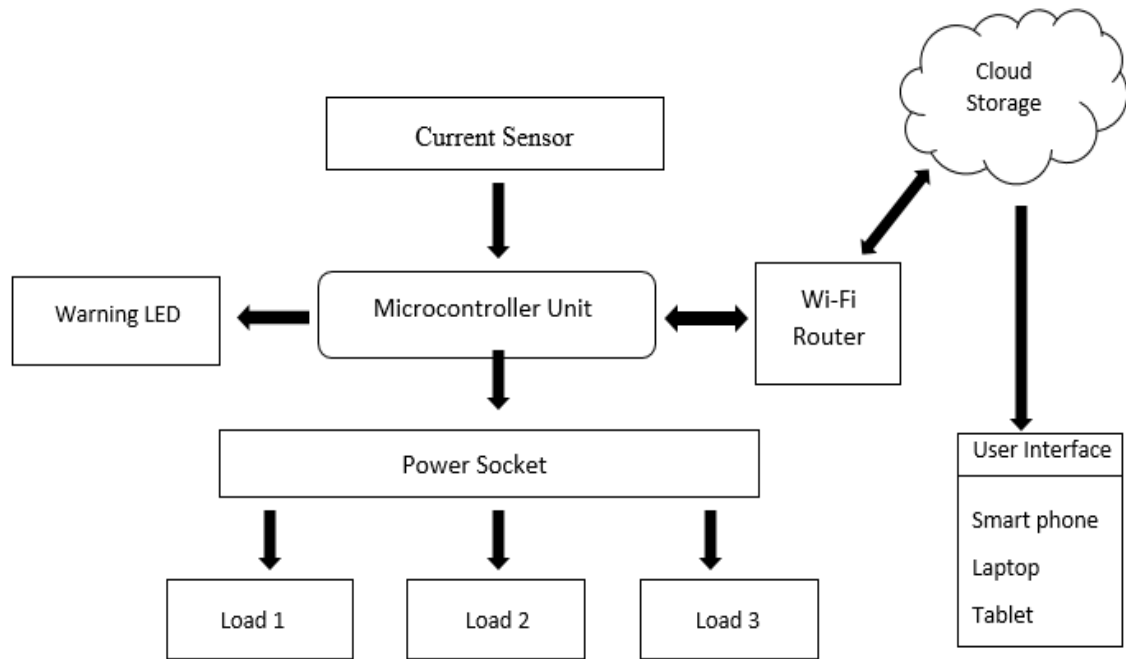 Cloud
Storage
Current Sensor
Warning LED
Microcontroller Unit
Wi-Fi
Router
Power Socket
User Interface
Smart phone
Laptop
Tablet
Load 1
Load 2
Load 3